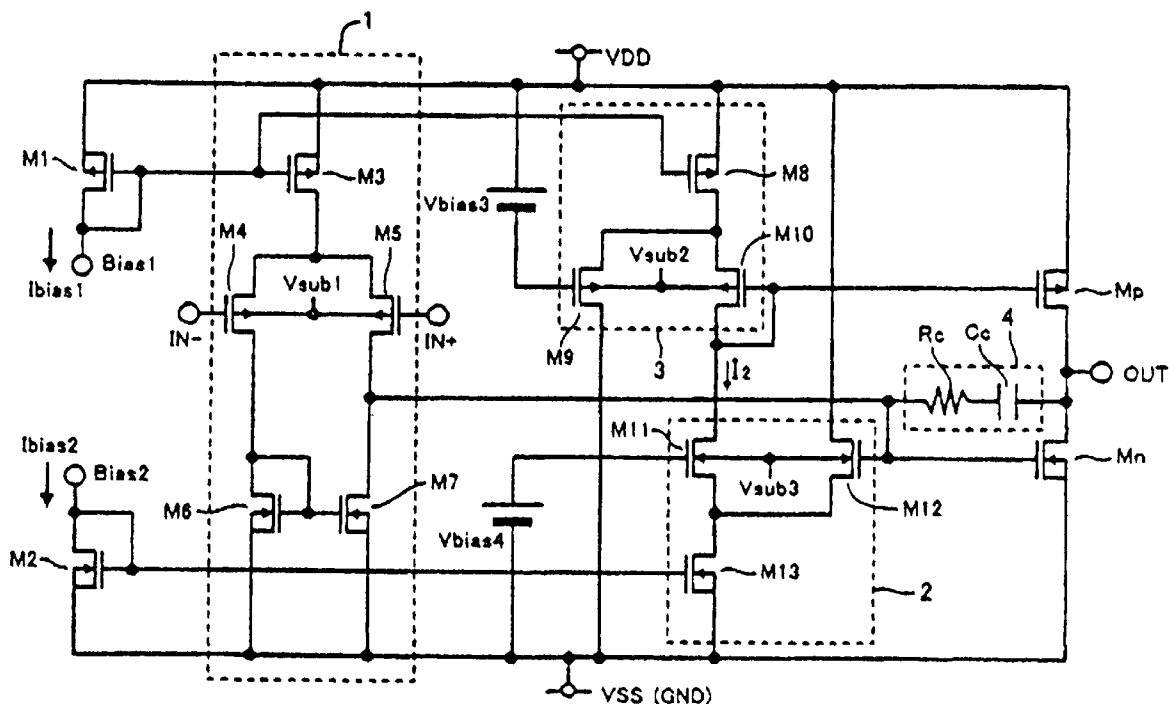 1
VDD
M1
M3
M8
Vbias3
M4
M5
M10
Bias1
Ibias1
Vsub1
Vsub2
Mp
IN-
IN+
M9
3
I2
Rc
Cc
4
OUT
M11
Ibias2
Bias2
M6
M7
Vsub3
M12
Mn
Vbias4
M2
M13
2
VSS (GND)